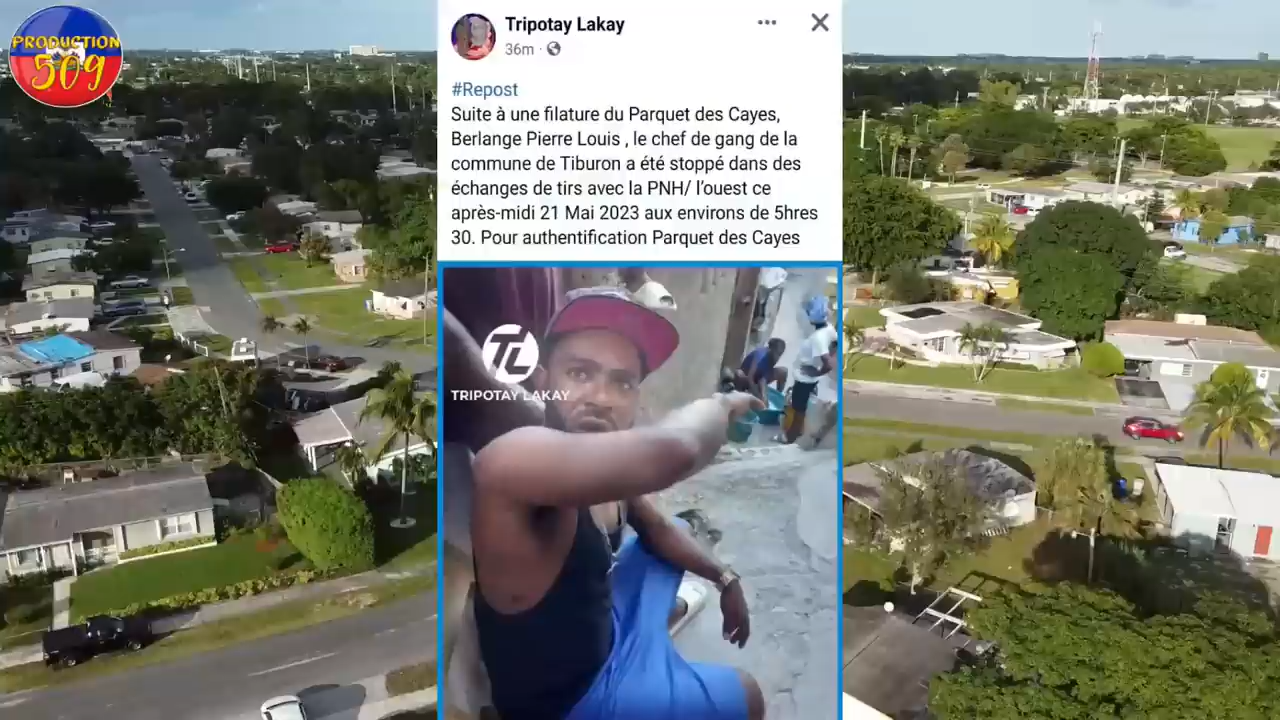 PRODUCTION
509
Tripotay Lakay
36m
#Repost
Suite à une filature du Parquet des Cayes,
Berlange Pierre Louis , le chef de gang de la
commune de Tiburon a été stoppé dans des
échanges de tirs avec la PNH/ l’ouest ce
après-midi 21 Mai 2023 aux environs de 5hres
30. Pour authentification Parquet des Cayes
TL
TRIPOTAY LAKAY